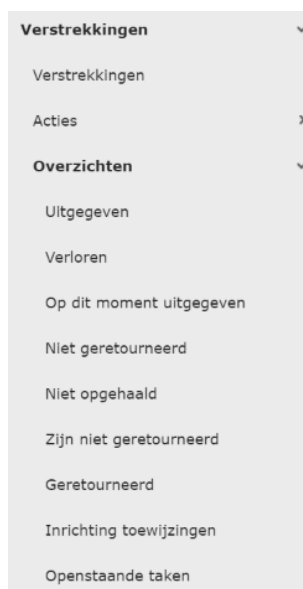 Verstrekkingen
Verstrekkingen
Acties
Overzichten
Uitgegeven
Verloren
Op dit moment uitgegeven
Niet geretourneerd
Niet opgehaald
Zijn niet geretourneerd
Geretourneerd
Inrichting toewijzingen
Openstaande taken